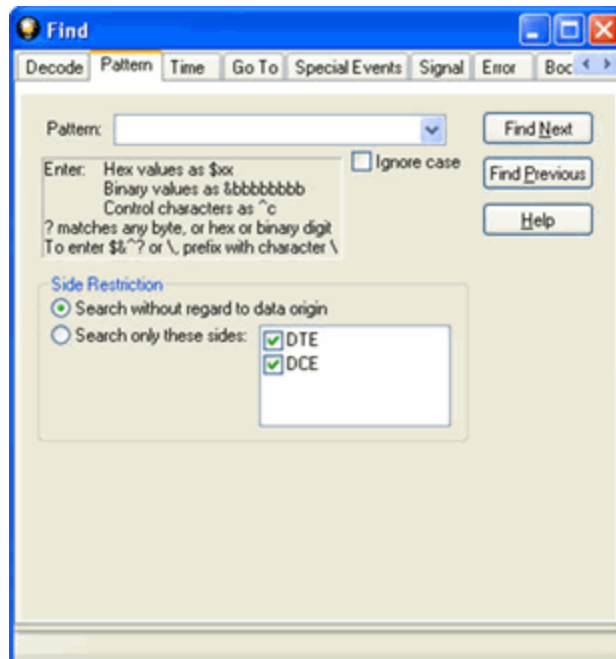 Find
Decode Pattern Time Go To Special Events Signal Error Boo
Pattern:
Find Next
Ignore case
Enter: Hex values as $xx
Binary values as &bbbbbbbb
Control characters as ^c
? matches any byte, or hex or binary digit
To enter $&^? or \, prefix with character \
Find Previous
Help
Side Restriction
Search without regard to data origin
Search only these sides:
DTE
DCE